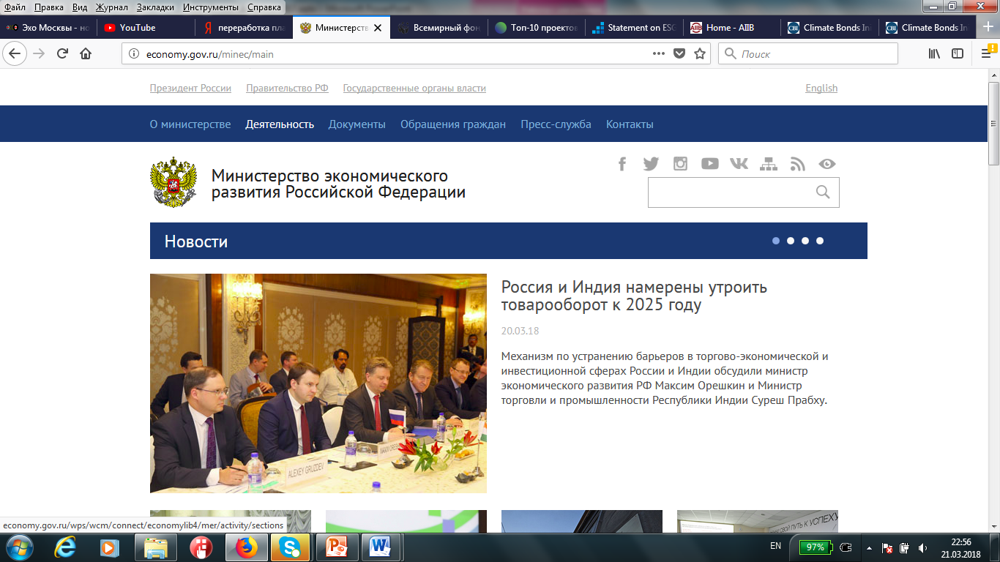 Файл Правка Вид Журнал Закладки Инструменты Справка
Эхо Москвы - но
YouTube
переработка пла
Министерств
Всемирный фон
Топ-10 проектов
Statement on ESG
Home - AIIB
Climate Bonds In
Climate Bonds In
economy.gov.ru/minec/main
Поиск
Президент России Правительство РФ Государственные органы власти English
О министерстве Деятельность Документы Обращения граждан Пресс-служба Контакты
Министерство экономического
развития Российской Федерации
Новости
Россия и Индия намерены утроить
товарооборот к 2025 году
20.03.18
Механизм по устранению барьеров в торгово-экономической и
инвестиционной сферах России и Индии обсудили министр
экономического развития РФ Максим Орешкин и Министр
торговли и промышленности Республики Индии Суреш Прабху.
ALEXEY GRUZDEV
economy.gov.ru/wps/wcm/connect/economylib4/mer/activity/sections
EN
97%
22:56
21.03.2018